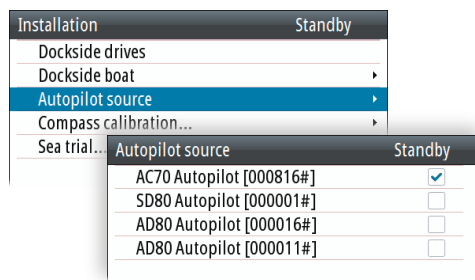 Installation Standby
Dockside drives
Dockside boat
Autopilot source
Compass calibration...
Sea trial...
Autopilot source Standby
AC70 Autopilot [000816#]
SD80 Autopilot [000001#]
AD80 Autopilot [000016#]
AD80 Autopilot [000011#]